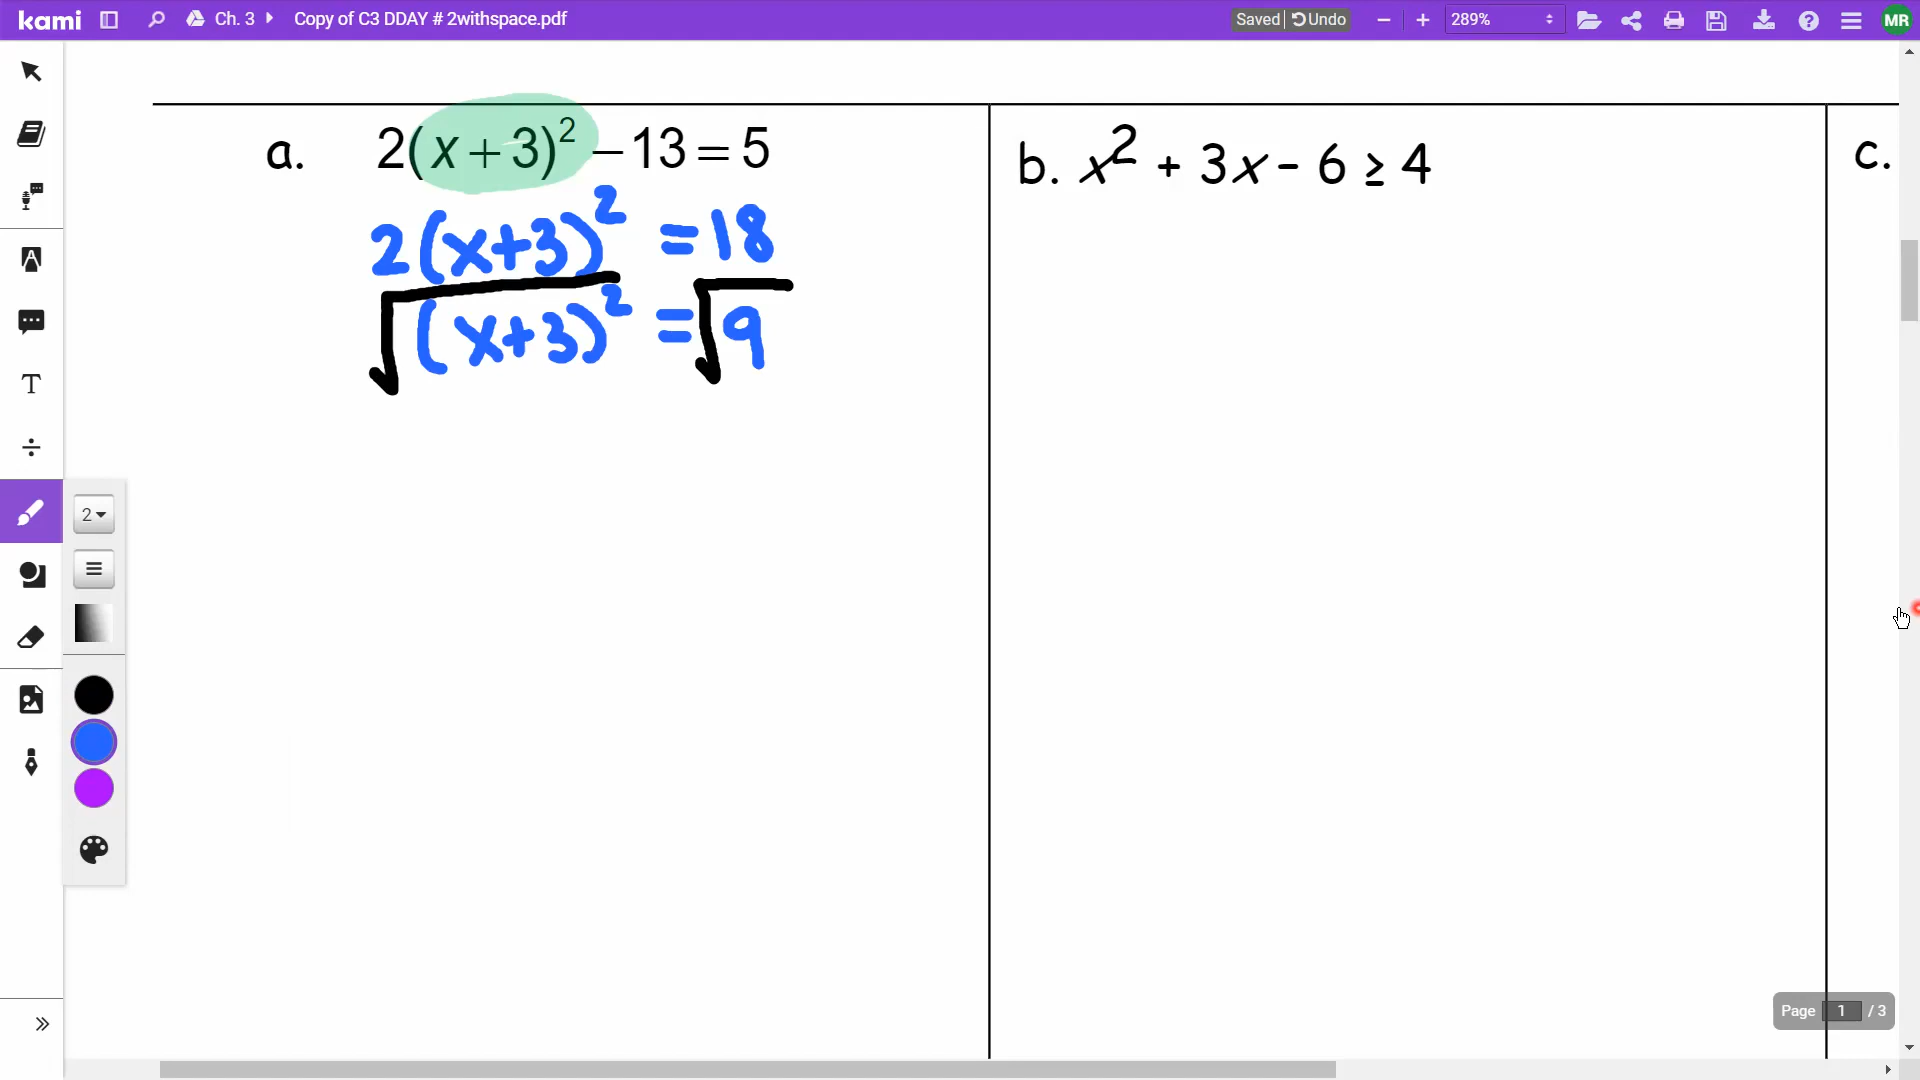 kami Ch. 3 Copy of C3 DDAY # 2withspace.pdf Saved Undo 289% MR
a. 2(x+3)² −13=5
2(x+3)² =18
√(x+3)² =√9
b. x² + 3x - 6 ≥ 4
c.
T
2
Page 1 / 3